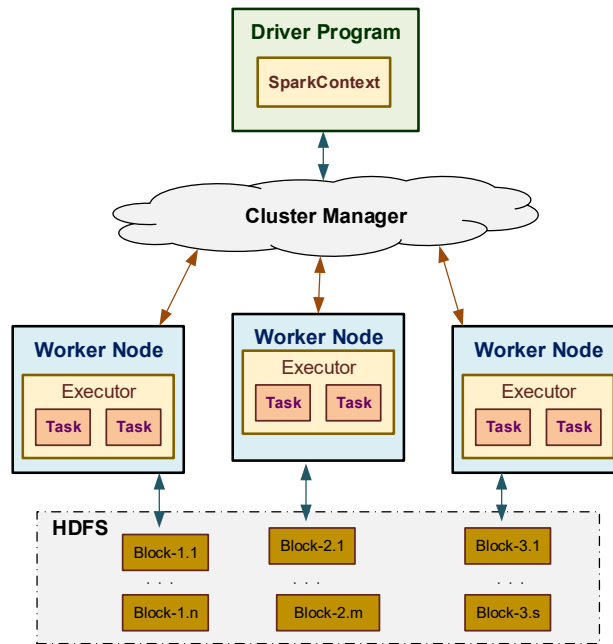 Driver Program
SparkContext
Cluster Manager
Worker Node
Executor
Task Task
Worker Node
Executor
Task Task
Worker Node
Executor
Task Task
HDFS
Block-1.1
. . .
Block-1.n
Block-2.1
. . .
Block-2.m
Block-3.1
. . .
Block-3.s